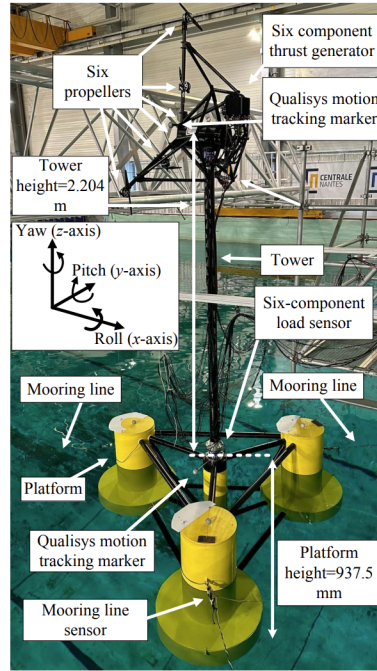 Six component
thrust generator
Six
propellers
Qualisys motion
tracking marker
Tower
height=2.204
m
CENTRALE
NANTES
Yaw (z-axis)
Pitch (y-axis)
Roll (x-axis)
Tower
Six-component
load sensor
Mooring line
Mooring line
Platform
Qualisys motion
tracking marker
Platform
height=937.5
mm
Mooring line
sensor